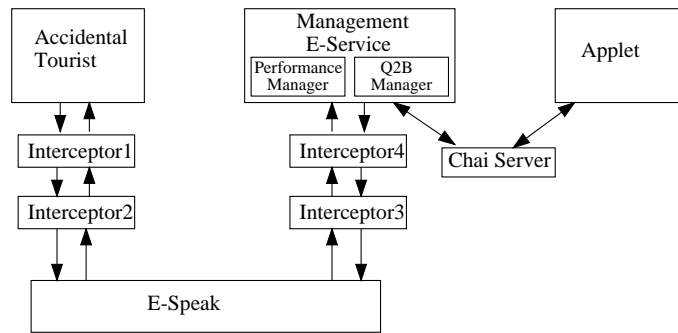 Accidental
Tourist
Management
E-Service
Performance
Manager
Q2B
Manager
Applet
Interceptor1
Interceptor4
Chai Server
Interceptor2
Interceptor3
E-Speak